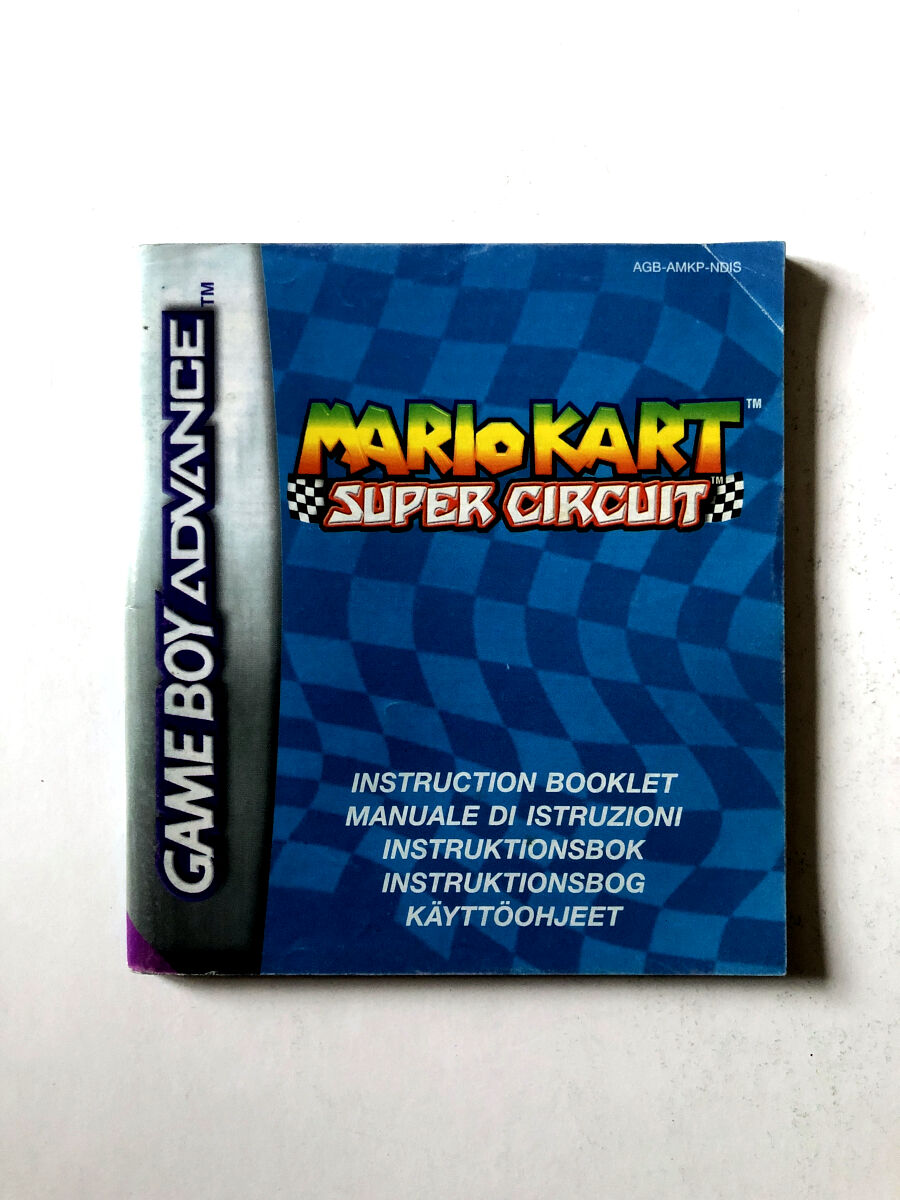 AGB-AMKP-NDIS
GAME BOY ADVANCE™
MARIO KART™
SUPER CIRCUIT™
INSTRUCTION BOOKLET
MANUALE DI ISTRUZIONI
INSTRUKTIONSBOK
INSTRUKTIONSBOG
KÄYTTÖOHJEET